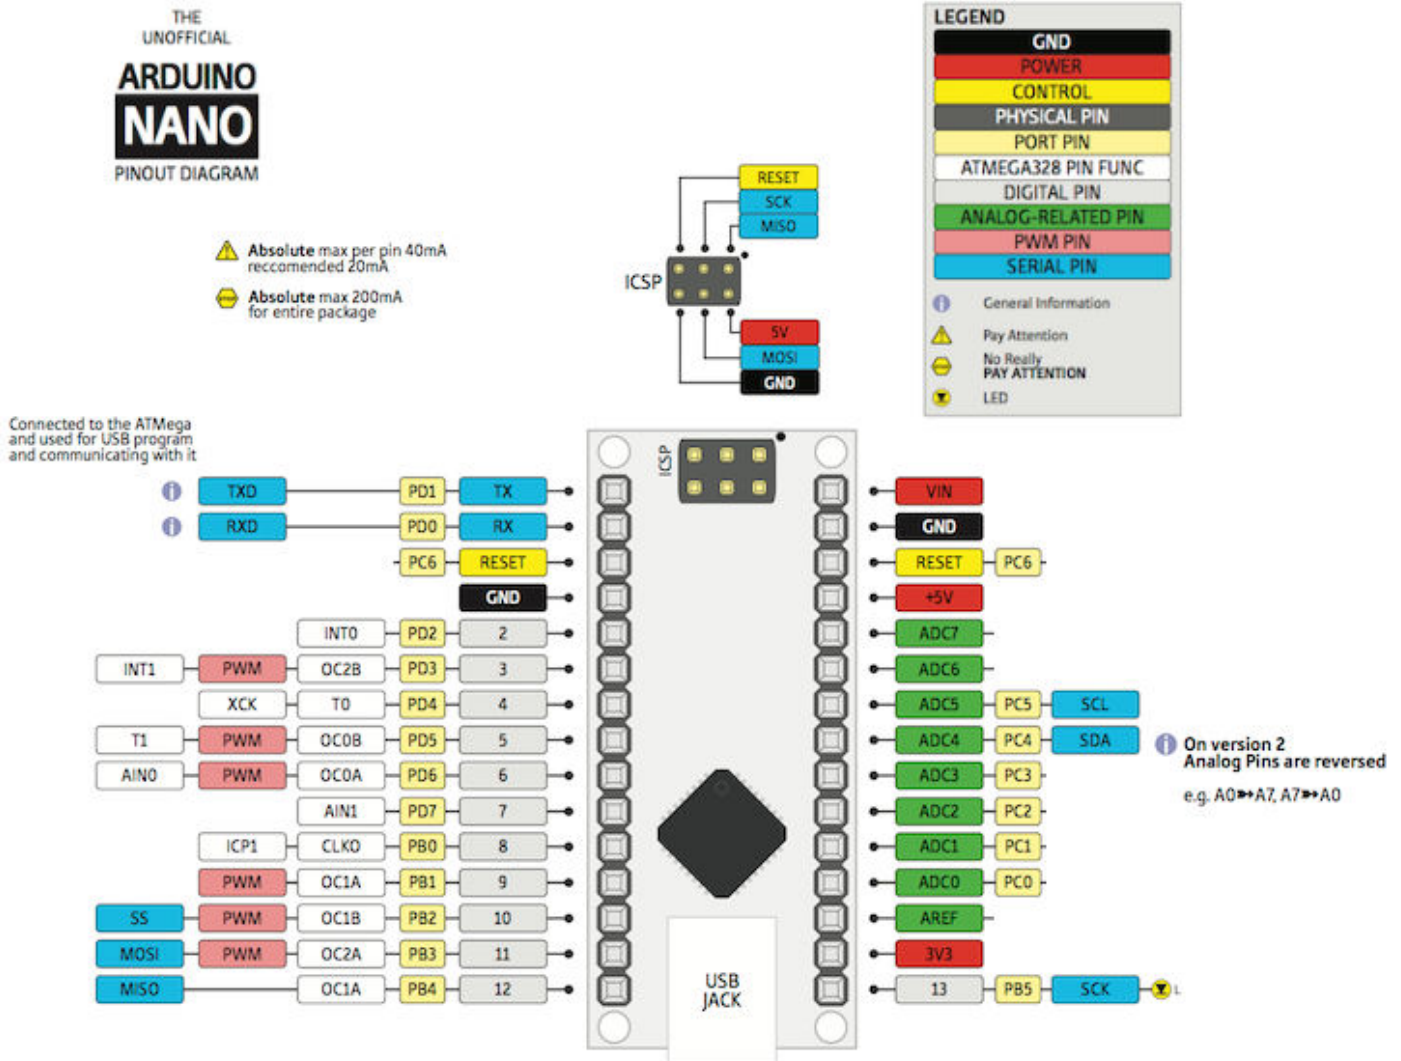 THE
UNOFFICIAL
ARDUINO
NANO
PINOUT DIAGRAM
LEGEND
GND
POWER
CONTROL
PHYSICAL PIN
PORT PIN
ATMEGA328 PIN FUNC
DIGITAL PIN
ANALOG-RELATED PIN
PWM PIN
SERIAL PIN
General Information
Pay Attention
No Really
PAY ATTENTION
LED
Absolute max per pin 40mA
reccomended 20mA
Absolute max 200mA
for entire package
RESET
SCK
MISO
ICSP
5V
MOSI
GND
Connected to the ATMega
and used for USB program
and communicating with it
ICSP
TXD PD1 TX VIN
RXD PD0 RX GND
PC6 RESET RESET PC6
GND +5V
INT0 PD2 2 ADC7
INT1 PWM OC2B PD3 3 ADC6
XCK T0 PD4 4 ADC5 PC5 SCL
T1 PWM OC0B PD5 5 ADC4 PC4 SDA
On version 2
Analog Pins are reversed
e.g. A0➳A7, A7➳A0
AIN0 PWM OC0A PD6 6 ADC3 PC3
AIN1 PD7 7 ADC2 PC2
ICP1 CLKO PB0 8 ADC1 PC1
PWM OC1A PB1 9 ADC0 PC0
SS PWM OC1B PB2 10 AREF
MOSI PWM OC2A PB3 11 3V3
MISO OC1A PB4 12 13 PB5 SCK L
USB
JACK